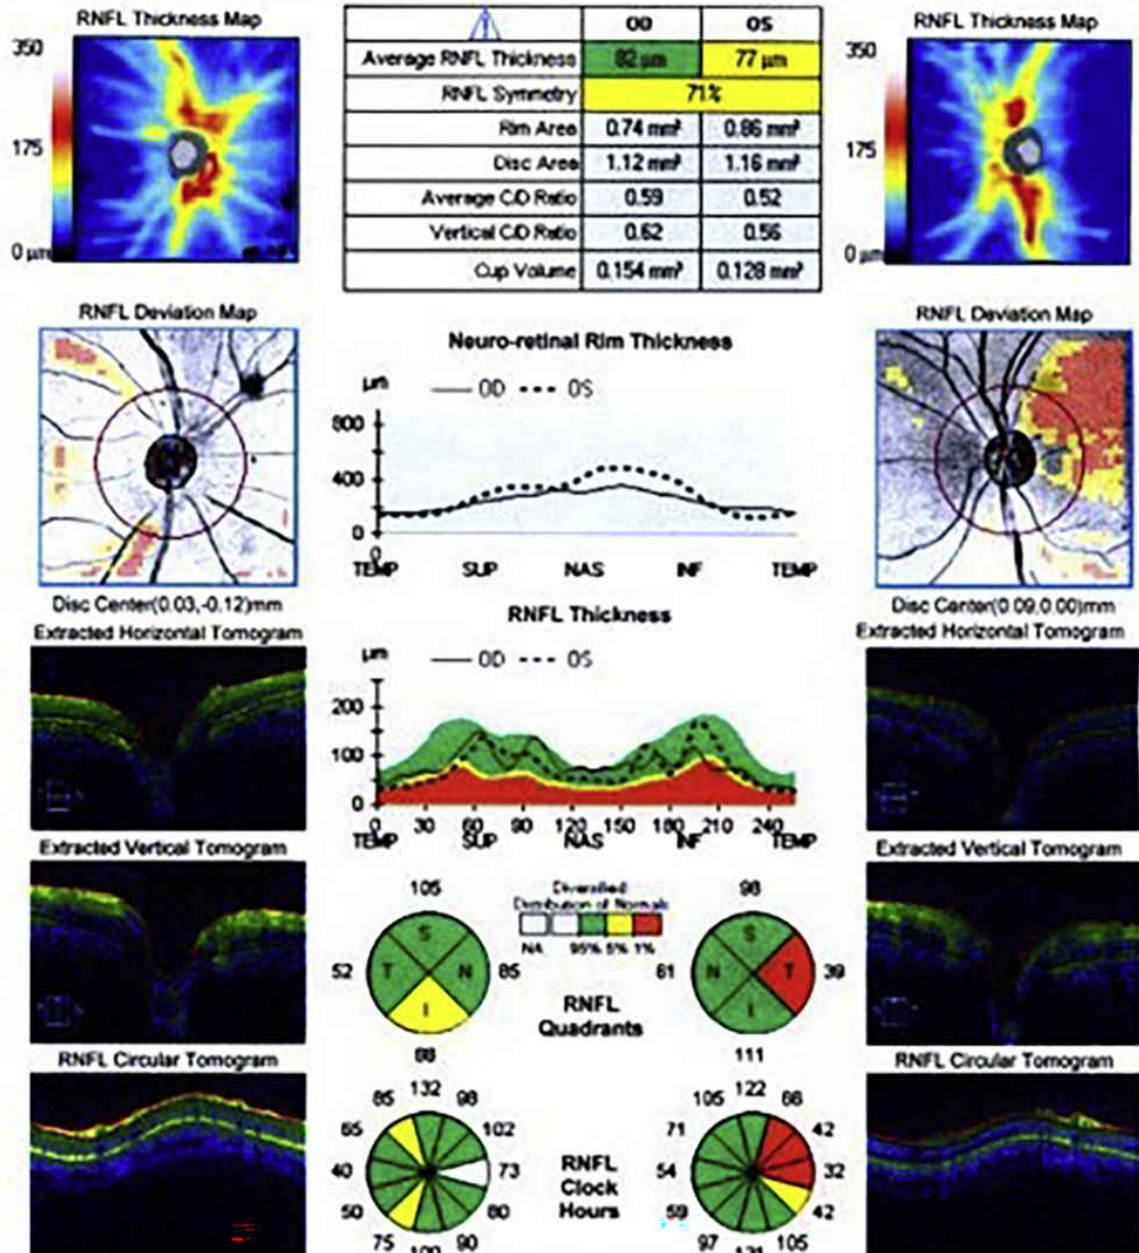 RNFL Thickness Map
350
175
0 µm
OD OS
Average RNFL Thickness 82 µm 77 µm
RNFL Symmetry 71%
Rim Area 0.74 mm² 0.86 mm²
Disc Area 1.12 mm² 1.16 mm²
Average C/D Ratio 0.59 0.52
Vertical C/D Ratio 0.62 0.56
Cup Volume 0.154 mm³ 0.128 mm³
RNFL Thickness Map
350
175
0 µm
RNFL Deviation Map
Disc Center(0.03,-0.12)mm
Neuro-retinal Rim Thickness
µm OD OS
800
400
0
0
TEMP SUP NAS INF TEMP
RNFL Deviation Map
Disc Center(0.09,0.00)mm
Extracted Horizontal Tomogram
RNFL Thickness
µm OD OS
200
100
0
0 30 60 90 120 150 180 210 240
TEMP SUP NAS INF TEMP
Extracted Horizontal Tomogram
Extracted Vertical Tomogram
Extracted Vertical Tomogram
105
S
52 T N 85
I
88
Diversified
Distribution of Normals
NA 95% 5% 1%
RNFL
Quadrants
98
S
61 N T 39
I
111
RNFL Circular Tomogram
RNFL Circular Tomogram
85 132 98
65 102
40 73
50 80
75 90
RNFL
Clock
Hours
105 122 66
71 42
54 32
59 42
97 131 105